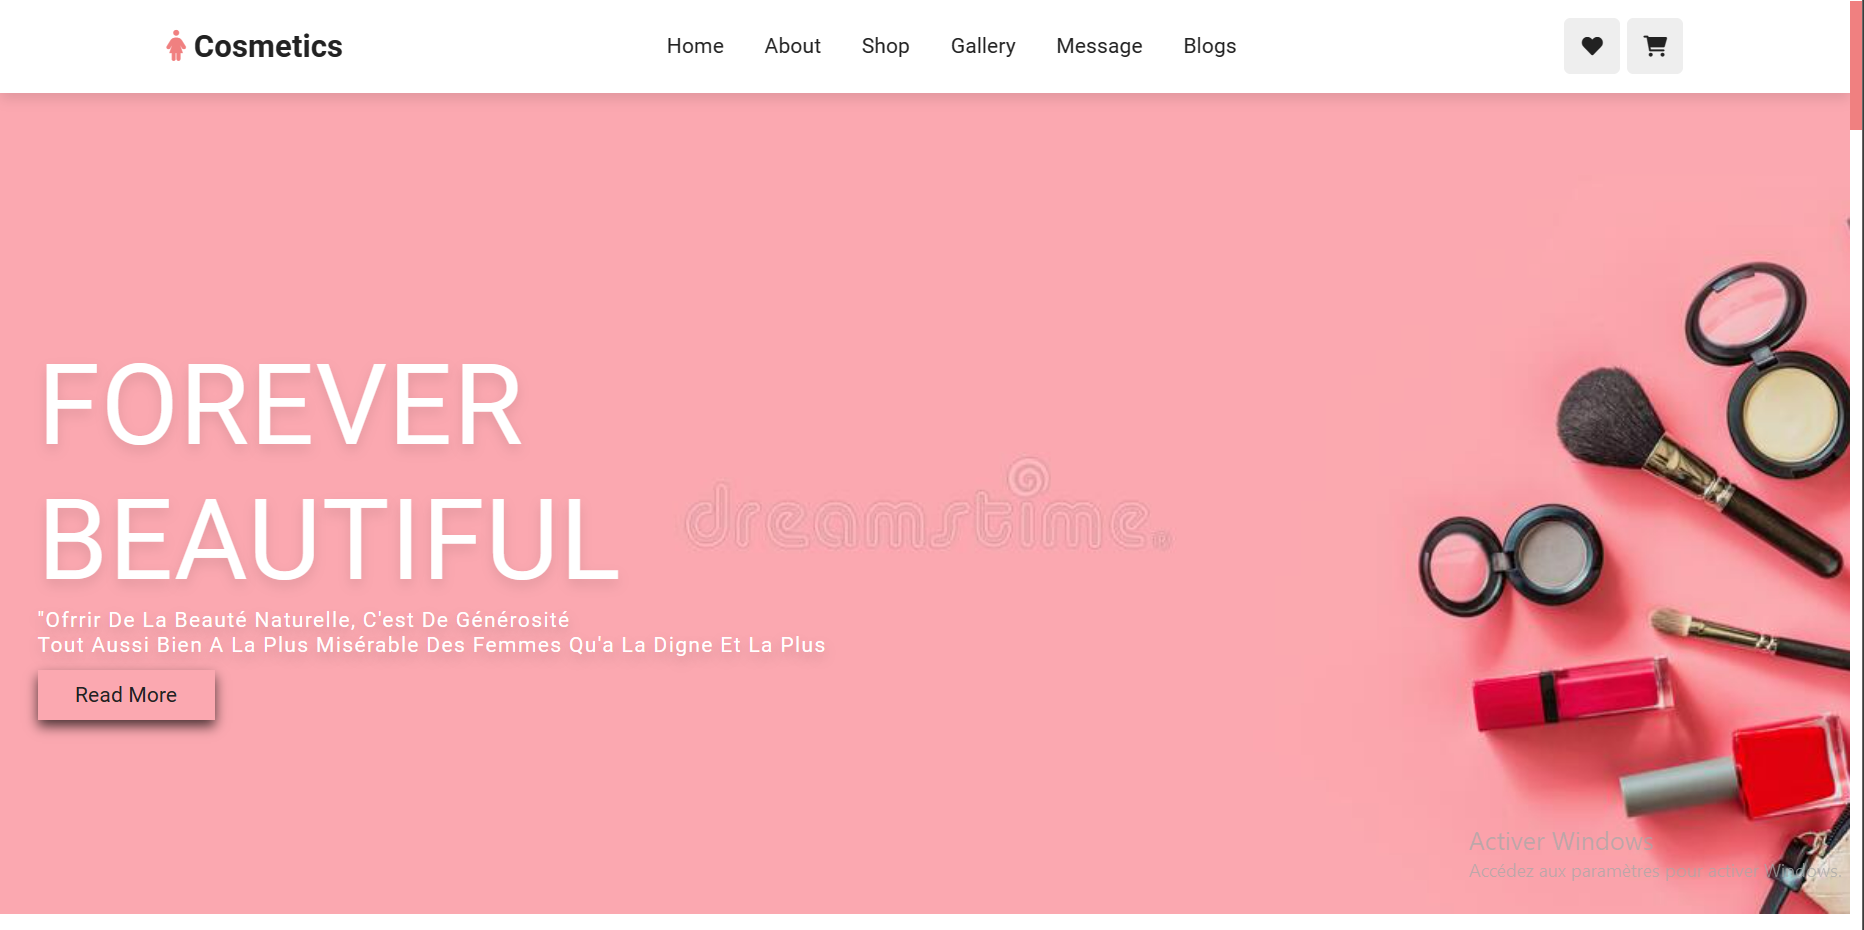 Cosmetics
Home About Shop Gallery Message Blogs
FOREVER
BEAUTIFUL
dreamstime®
"Ofrrir De La Beauté Naturelle, C'est De Générosité
Tout Aussi Bien A La Plus Misérable Des Femmes Qu'a La Digne Et La Plus
Read More
Activer Windows
Accédez aux paramètres pour activer Windows.